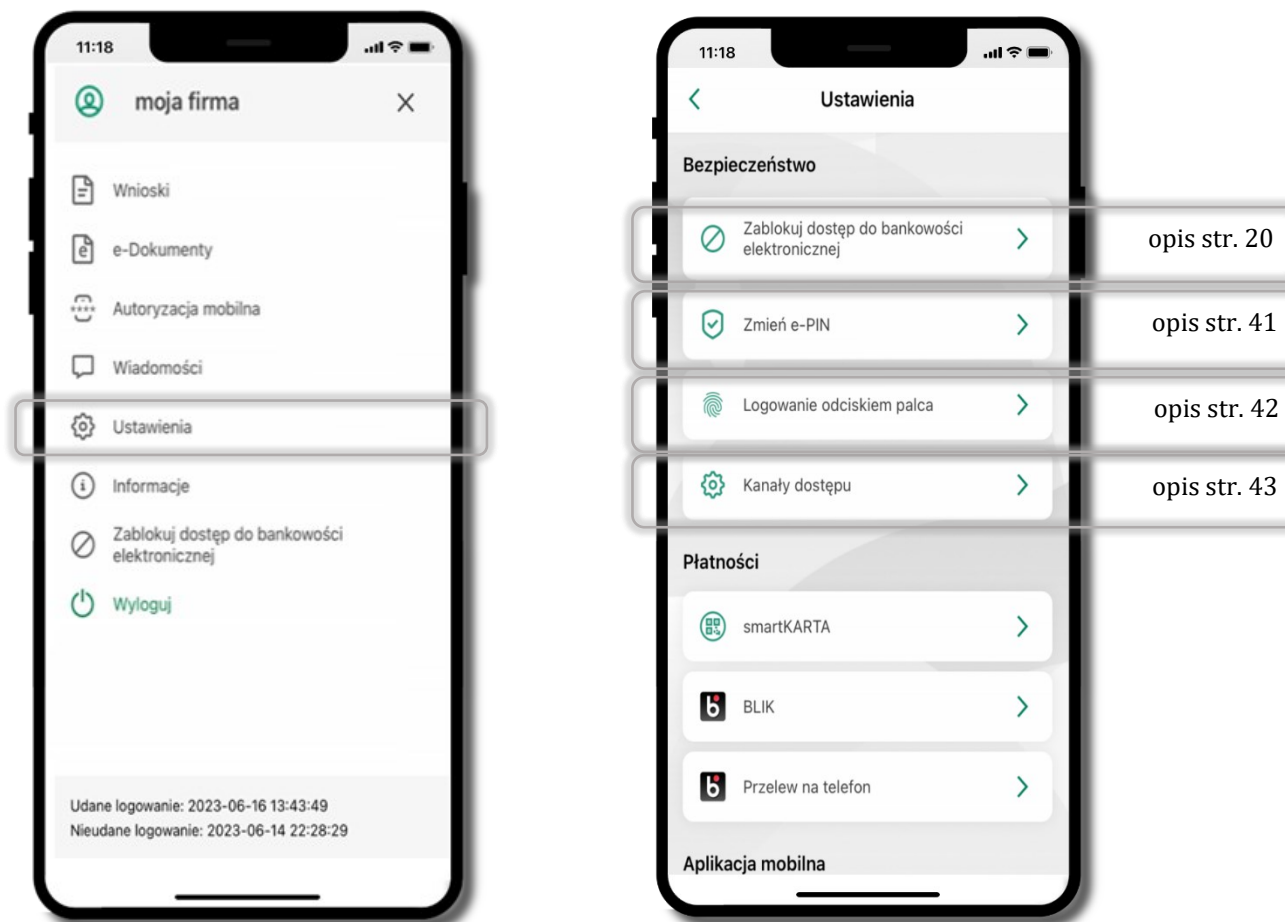 11:18
moja firma
Wnioski
e-Dokumenty
Autoryzacja mobilna
Wiadomości
Ustawienia
Informacje
Zablokuj dostęp do bankowości
elektronicznej
Wyloguj
Udane logowanie: 2023-06-16 13:43:49
Nieudane logowanie: 2023-06-14 22:28:29
11:18
Ustawienia
Bezpieczeństwo
Zablokuj dostęp do bankowości
elektronicznej
opis str. 20
Zmień e-PIN
opis str. 41
Logowanie odciskiem palca
opis str. 42
Kanały dostępu
opis str. 43
Płatności
smartKARTA
BLIK
Przelew na telefon
Aplikacja mobilna